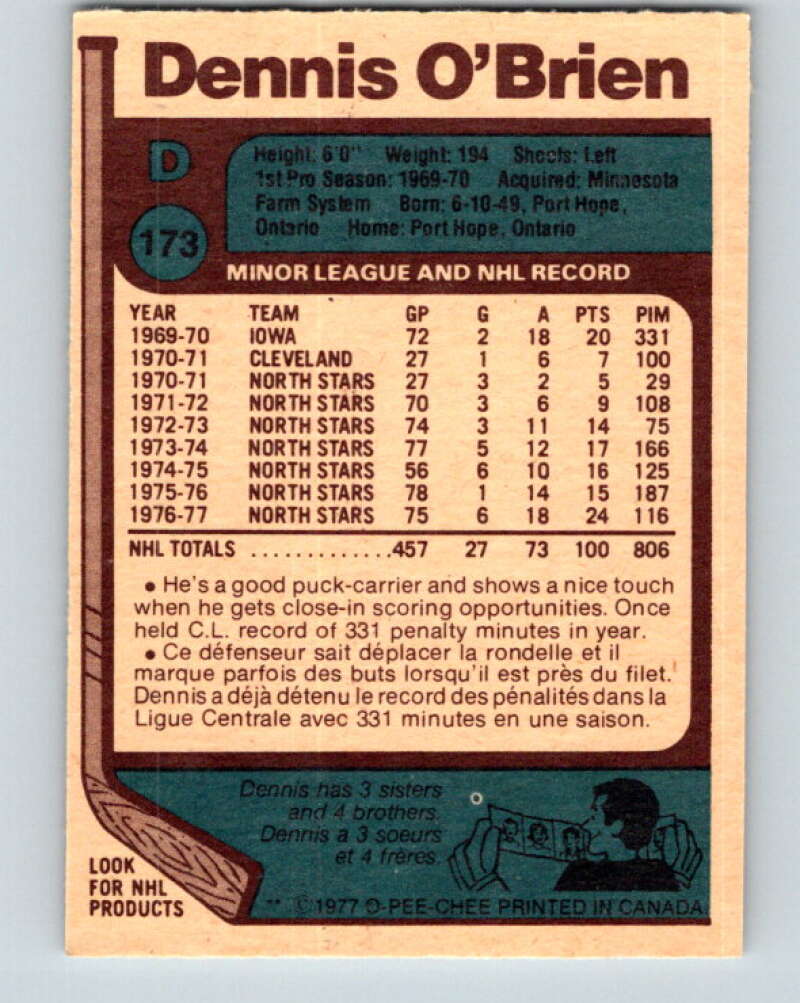 Dennis O'Brien
D
173
Height: 6'0" Weight: 194 Shoots: Left
1st Pro Season: 1969-70 Acquired: Minnesota
Farm System Born: 6-10-49, Port Hope,
Ontario Home: Port Hope, Ontario
MINOR LEAGUE AND NHL RECORD
YEAR TEAM GP G A PTS PIM
1969-70 IOWA 72 2 18 20 331
1970-71 CLEVELAND 27 1 6 7 100
1970-71 NORTH STARS 27 3 2 5 29
1971-72 NORTH STARS 70 3 6 9 108
1972-73 NORTH STARS 74 3 11 14 75
1973-74 NORTH STARS 77 5 12 17 166
1974-75 NORTH STARS 56 6 10 16 125
1975-76 NORTH STARS 78 1 14 15 187
1976-77 NORTH STARS 75 6 18 24 116
NHL TOTALS .............457 27 73 100 806
• He's a good puck-carrier and shows a nice touch
when he gets close-in scoring opportunities. Once
held C.L. record of 331 penalty minutes in year.
• Ce défenseur sait déplacer la rondelle et il
marque parfois des buts lorsqu'il est près du filet.
Dennis a déjà détenu le record des pénalités dans la
Ligue Centrale avec 331 minutes en une saison.
Dennis has 3 sisters
and 4 brothers.
Dennis a 3 soeurs
et 4 frères.
LOOK
FOR NHL
PRODUCTS
** ©1977 O-PEE-CHEE PRINTED IN CANADA